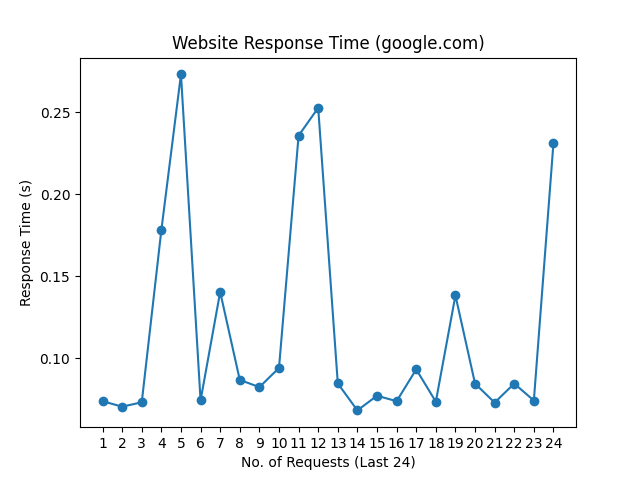 Website Response Time (google.com)
0.25
0.20
0.15
0.10
Response Time (s)
1 2 3 4 5 6 7 8 9 10 11 12 13 14 15 16 17 18 19 20 21 22 23 24
No. of Requests (Last 24)